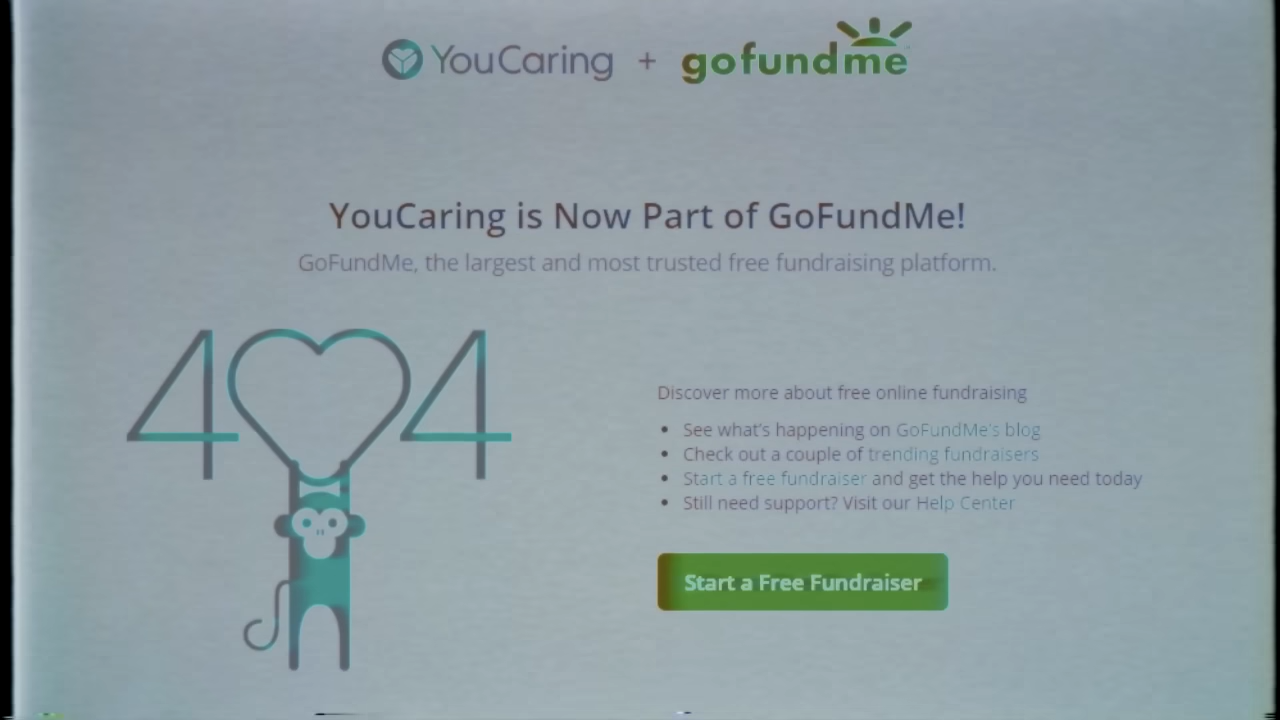 YouCaring + gofundme
YouCaring is Now Part of GoFundMe!
GoFundMe, the largest and most trusted free fundraising platform.
4 4
Discover more about free online fundraising
• See what's happening on GoFundMe's blog
• Check out a couple of trending fundraisers
• Start a free fundraiser and get the help you need today
• Still need support? Visit our Help Center
Start a Free Fundraiser